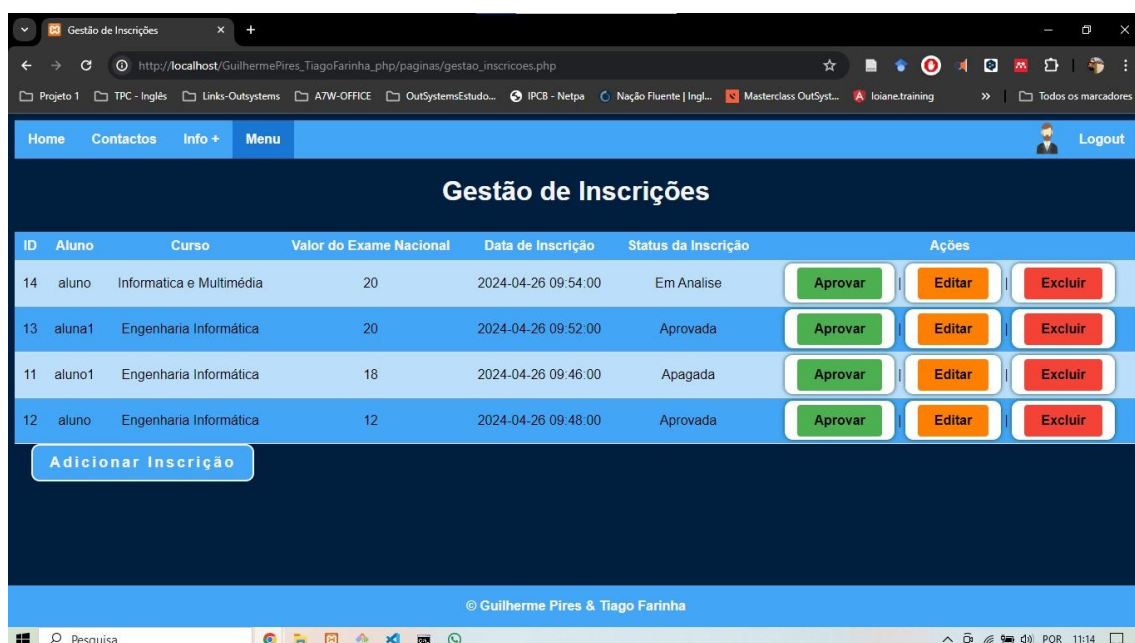 Gestão de Inscrições
http://localhost/GuilhermePires_TiagoFarinha_php/paginas/gestao_inscricoes.php
Projeto 1 TPC - Inglês Links-Outsystems A7W-OFFICE OutSystemsEstudo... IPCB - Netpa Nação Fluente | Ingl... Masterclass OutSyst... loiane.training » Todos os marcadores
Home Contactos Info + Menu Logout
Gestão de Inscrições
ID Aluno Curso Valor do Exame Nacional Data de Inscrição Status da Inscrição Ações
14 aluno Informatica e Multimédia 20 2024-04-26 09:54:00 Em Analise Aprovar | Editar | Excluir
13 aluna1 Engenharia Informática 20 2024-04-26 09:52:00 Aprovada Aprovar | Editar | Excluir
11 aluno1 Engenharia Informática 18 2024-04-26 09:46:00 Apagada Aprovar | Editar | Excluir
12 aluno Engenharia Informática 12 2024-04-26 09:48:00 Aprovada Aprovar | Editar | Excluir
Adicionar Inscrição
© Guilherme Pires & Tiago Farinha
Pesquisa POR 11:14